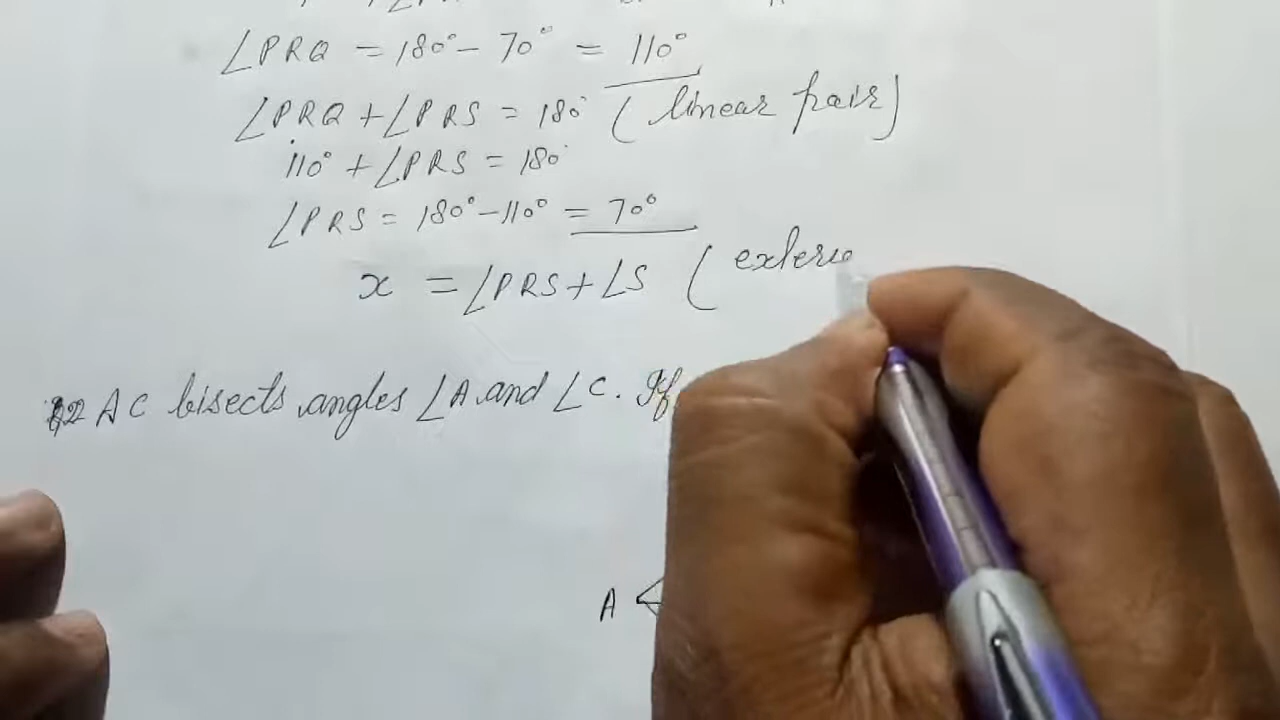 ∠PRQ = 180° - 70° = 110°
∠PRQ + ∠PRS = 180° (linear pair)
110° + ∠PRS = 180°
∠PRS = 180° - 110° = 70°
x = ∠PRS + ∠S (exterio
Q2 AC bisects angles ∠A and ∠C. If
A